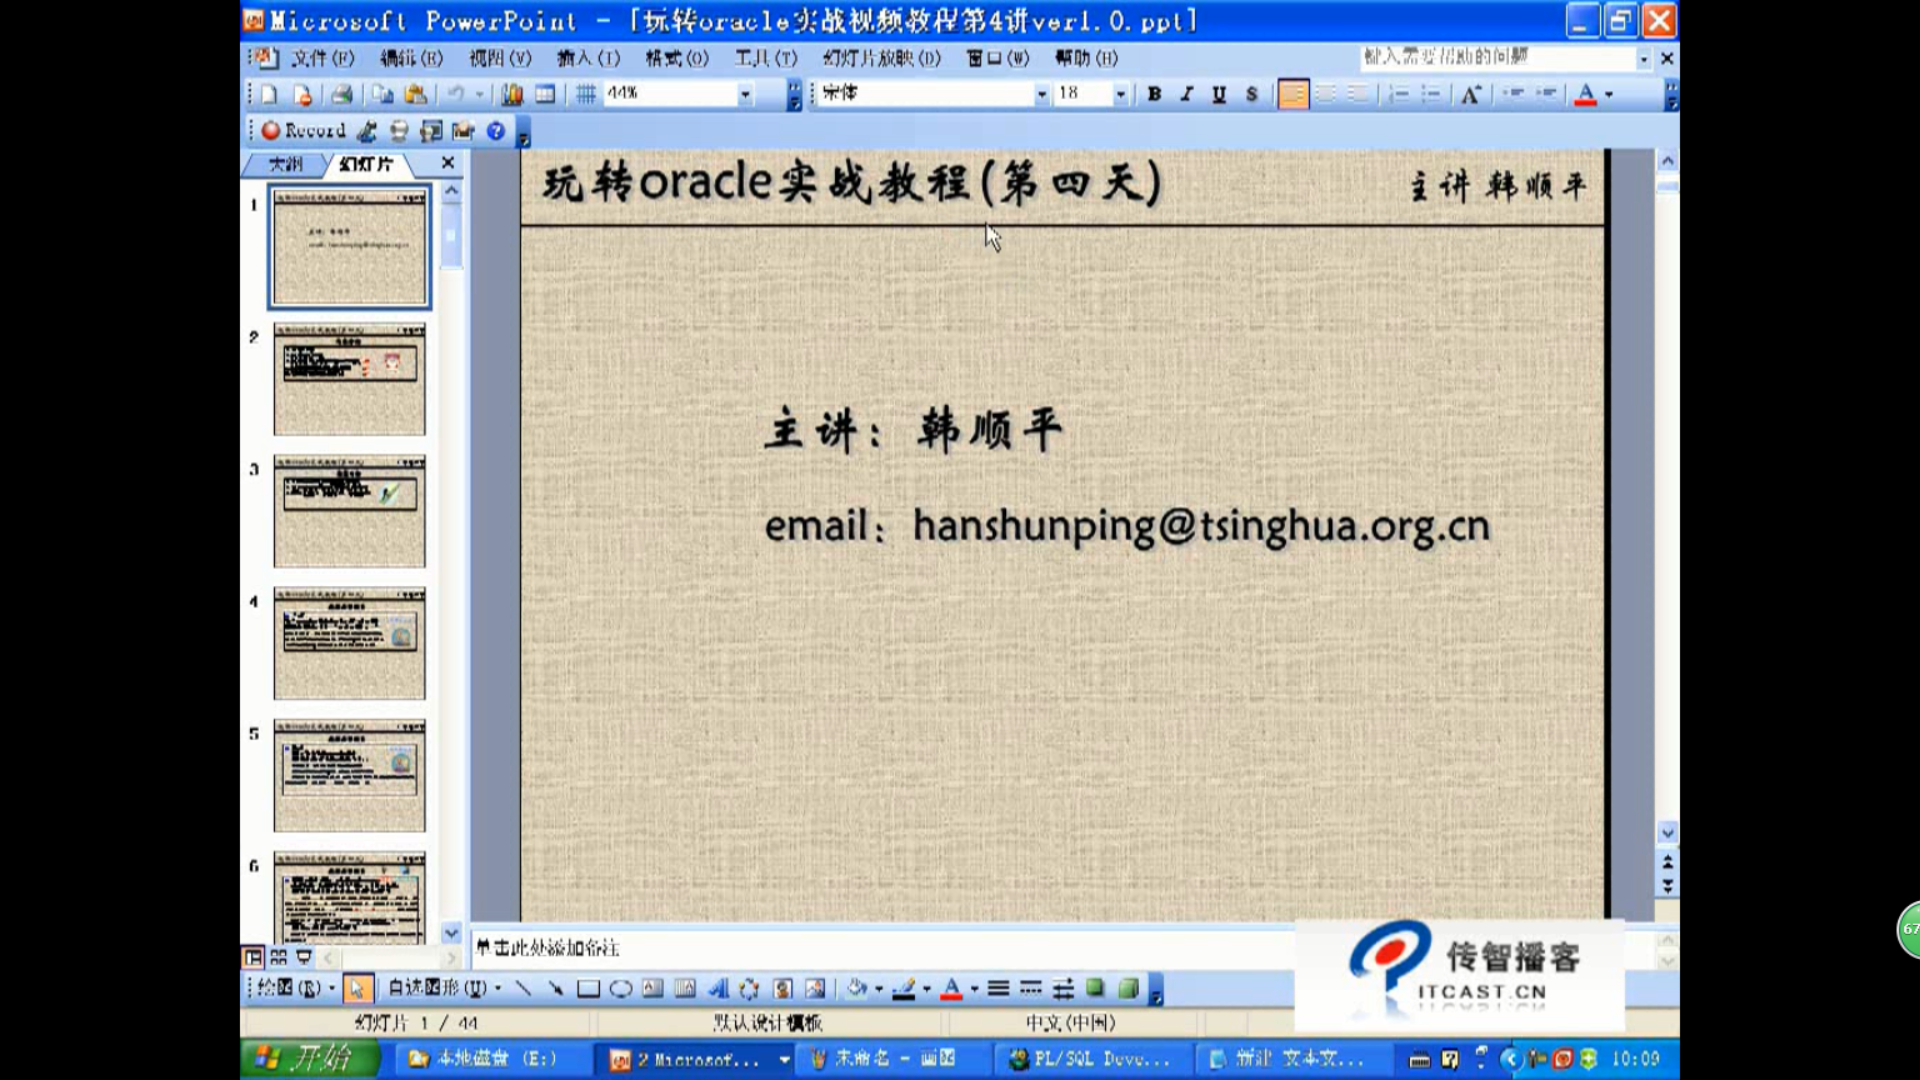 Microsoft PowerPoint - [玩转oracle实战视频教程第4讲ver1.0.ppt]
文件(F) 编辑(E) 视图(V) 插入(I) 格式(O) 工具(T) 幻灯片放映(D) 窗口(W) 帮助(H) 键入需要帮助的问题
44% 宋体 18 B I U S A A
Record
大纲 幻灯片
玩转oracle实战教程(第四天) 主讲 韩顺平
1
2
3
4
5
6
主讲：韩顺平
email：hanshunping@tsinghua.org.cn
单击此处添加备注
传智播客
ITCAST.CN
绘图(R) 自选图形(U)
幻灯片 1 / 44 默认设计模板 中文(中国)
开始 本地磁盘 (E:) 2 Microsof... 未命名 - 画图 PL/SQL Deve... 新建 文本文... 10:09
67